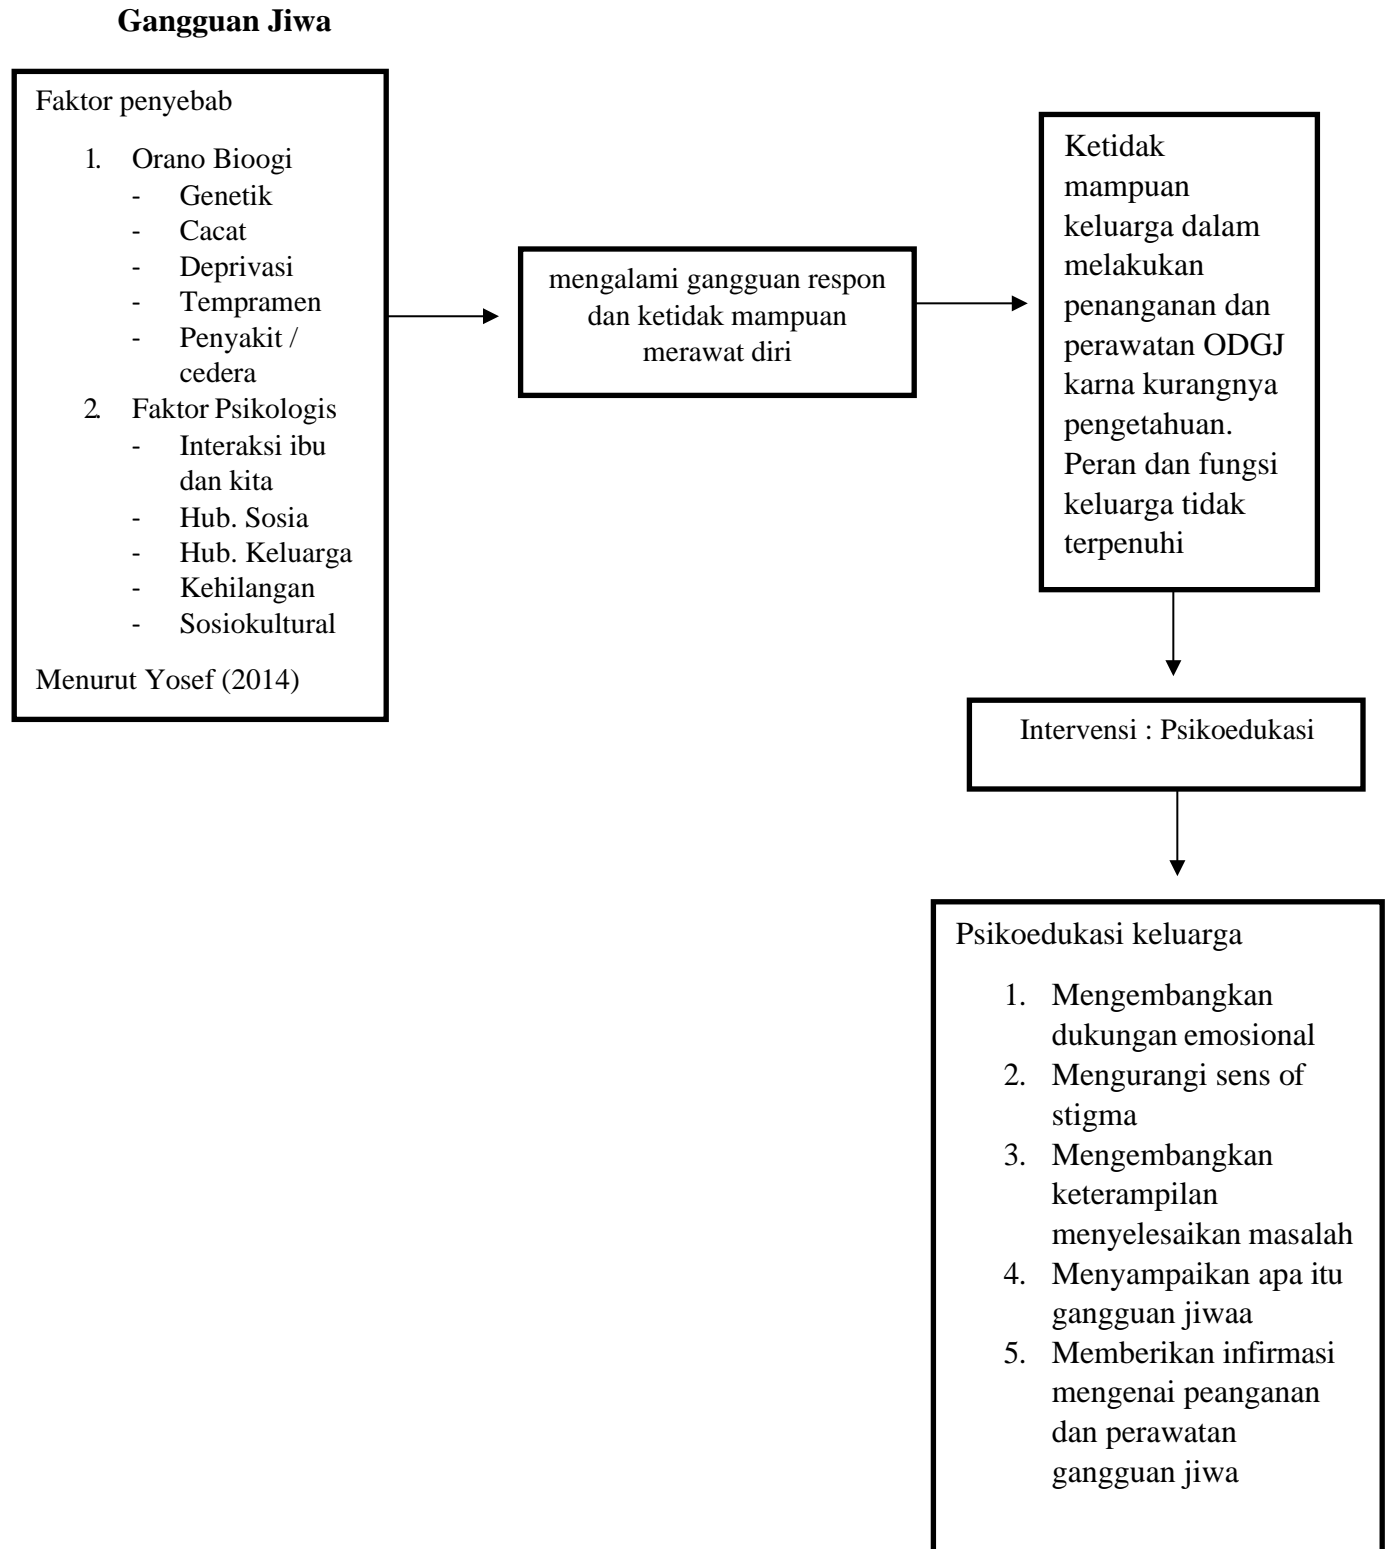 Gangguan Jiwa
Faktor penyebab
1. Orano Bioogi
- Genetik
- Cacat
- Deprivasi
- Tempramen
- Penyakit /
cedera
2. Faktor Psikologis
- Interaksi ibu
dan kita
- Hub. Sosia
- Hub. Keluarga
- Kehilangan
- Sosiokultural
Menurut Yosef (2014)
mengalami gangguan respon
dan ketidak mampuan
merawat diri
Ketidak
mampuan
keluarga dalam
melakukan
penanganan dan
perawatan ODGJ
karna kurangnya
pengetahuan.
Peran dan fungsi
keluarga tidak
terpenuhi
Intervensi : Psikoedukasi
Psikoedukasi keluarga
1. Mengembangkan
dukungan emosional
2. Mengurangi sens of
stigma
3. Mengembangkan
keterampilan
menyelesaikan masalah
4. Menyampaikan apa itu
gangguan jiwaa
5. Memberikan infirmasi
mengenai peanganan
dan perawatan
gangguan jiwa